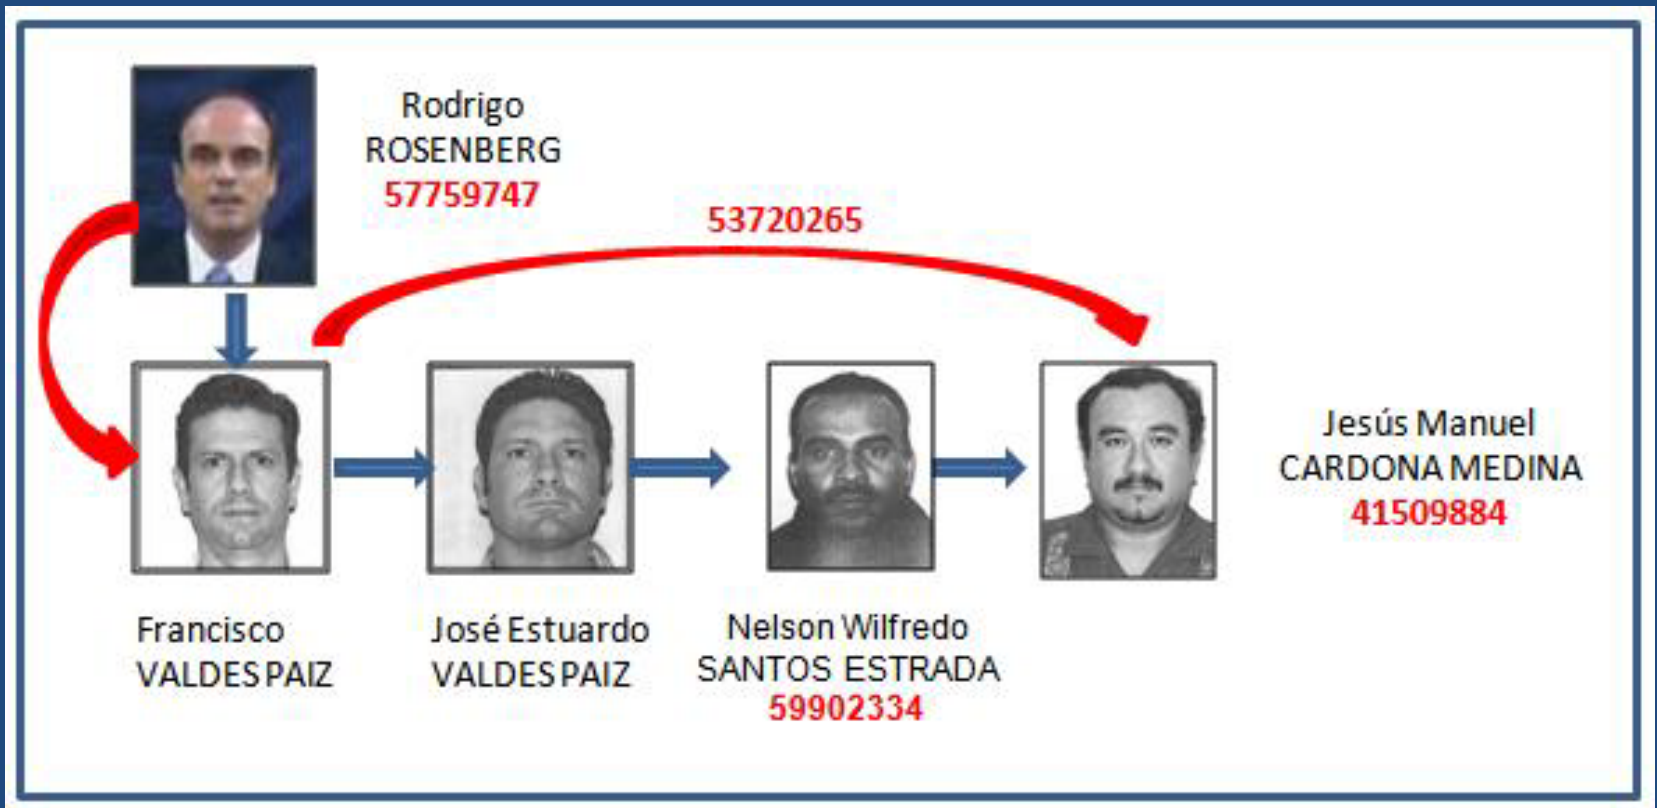 Rodrigo
ROSENBERG
57759747
53720265
Jesús Manuel
CARDONA MEDINA
41509884
Francisco
VALDES PAIZ
José Estuardo
VALDES PAIZ
Nelson Wilfredo
SANTOS ESTRADA
59902334